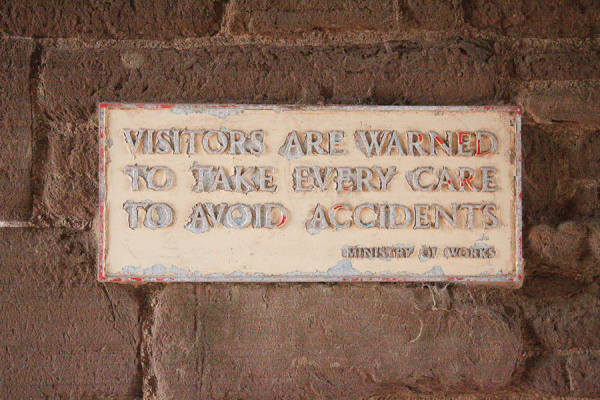 VISITORS ARE WARNED
TO TAKE EVERY CARE
TO AVOID ACCIDENTS
MINISTRY OF WORKS